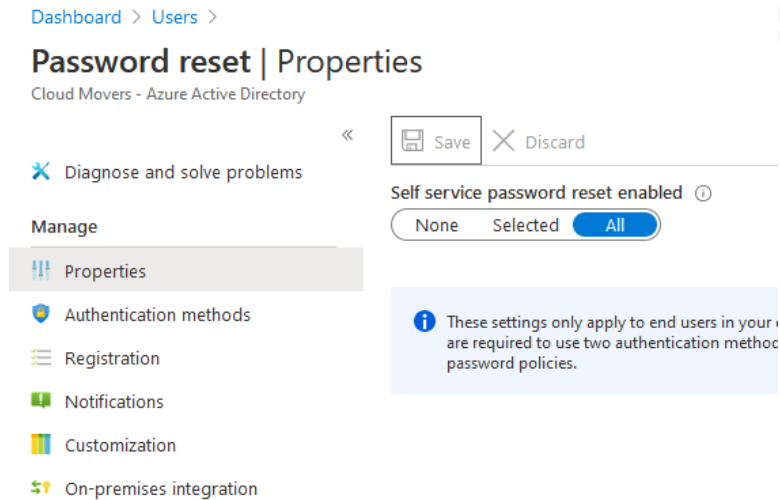 Dashboard > Users >
Password reset | Properties
Cloud Movers - Azure Active Directory
«
Save Discard
Diagnose and solve problems
Self service password reset enabled
None Selected All
Manage
Properties
Authentication methods
Registration
Notifications
Customization
On-premises integration
These settings only apply to end users in your
are required to use two authentication method
password policies.